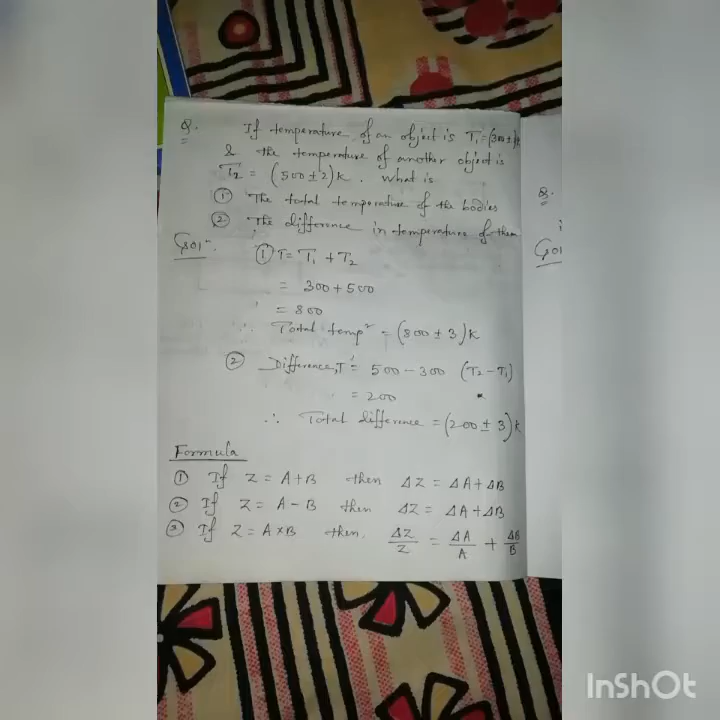 Q. If temperature of an object is T₁ = (300 ± 1)K
& the temperature of another object is
T₂ = (500 ± 2) K. What is
① The total temperature of the bodies
② The difference in temperature of them
Sol-
① T = T₁ + T₂
= 300 + 500
= 800
∴ Total tempʳ = (800 ± 3) K
② Difference, T' = 500 - 300 (T₂ - T₁)
= 200
∴ Total difference = (200 ± 3) K
Formula
① If Z = A + B then ΔZ = ΔA + ΔB
② If Z = A - B then ΔZ = ΔA + ΔB
③ If Z = A × B then. ΔZ/Z = ΔA/A + ΔB/B
Q.
Sol
InShOt